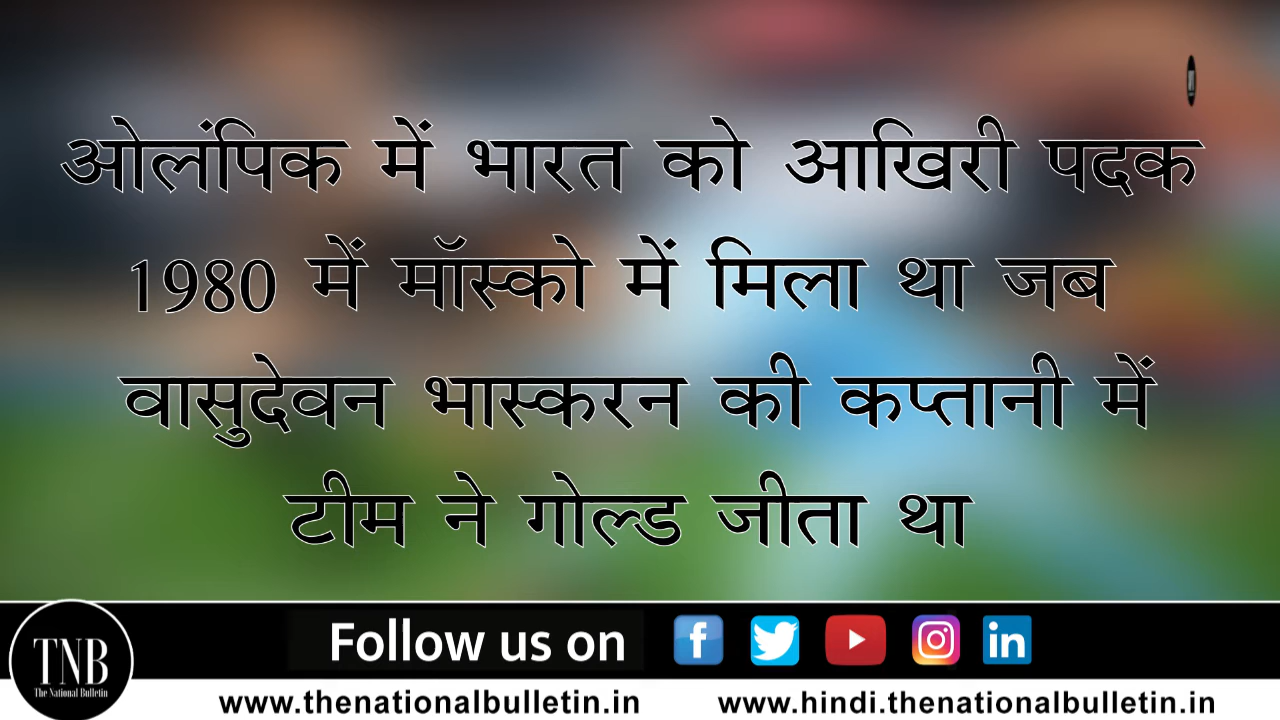 ओलंपिक में भारत को आखिरी पदक
1980 में मॉस्को में मिला था जब
वासुदेवन भास्करन की कप्तानी में
टीम ने गोल्ड जीता था
TNB
The National Bulletin
Follow us on
www.thenationalbulletin.in
www.hindi.thenationalbulletin.in